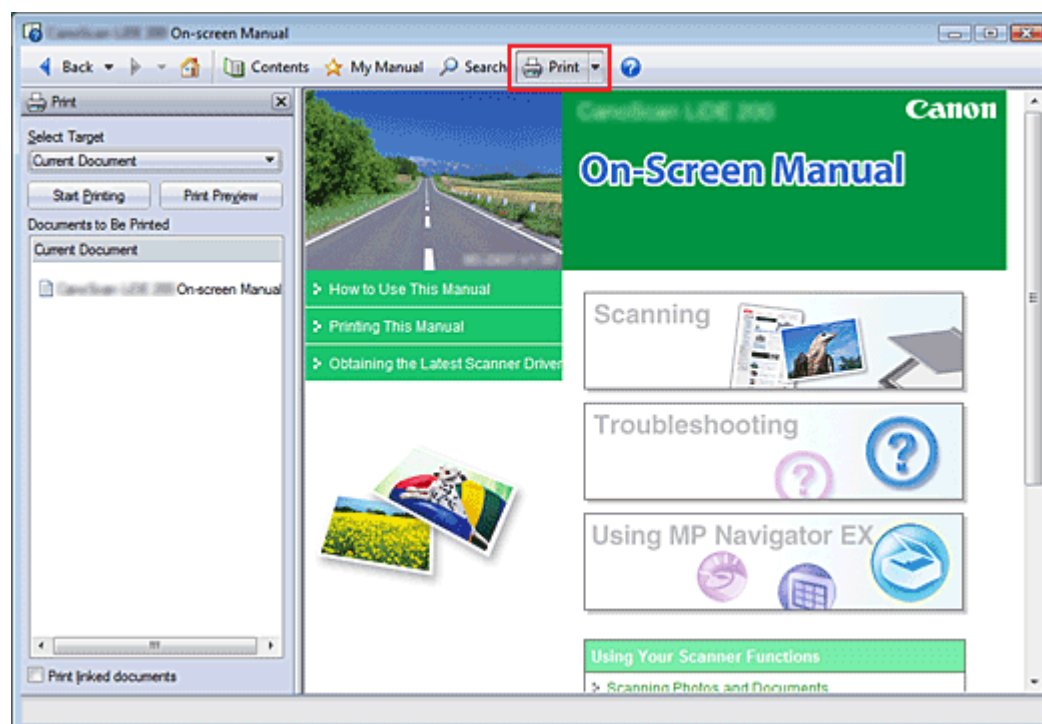 On-screen Manual
Back Contents My Manual Search Print
Print
Select Target
Current Document
Start Printing Print Preview
Documents to Be Printed
Current Document
On-screen Manual
Print linked documents
CanoScan LiDE 200 Canon
On-Screen Manual
How to Use This Manual
Printing This Manual
Obtaining the Latest Scanner Driver
Scanning
Troubleshooting
Using MP Navigator EX
Using Your Scanner Functions
Scanning Photos and Documents